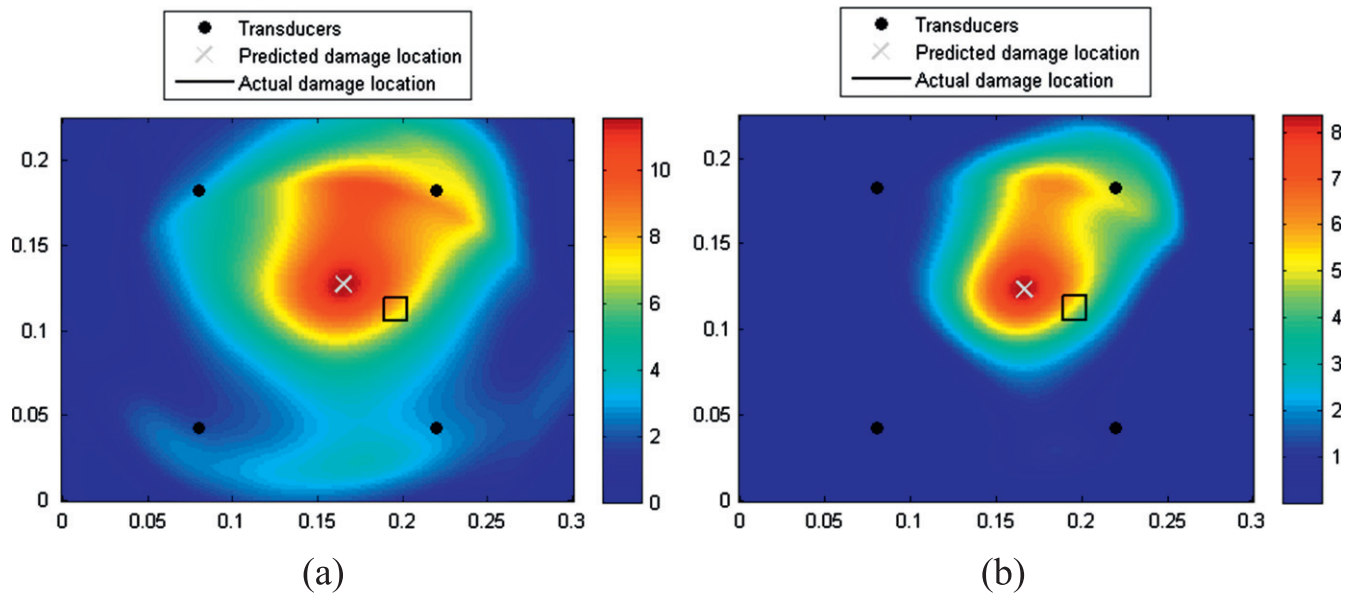 Transducers
Predicted damage location
Actual damage location
0.2
0.15
0.1
0.05
0
0 0.05 0.1 0.15 0.2 0.25 0.3
10
8
6
4
2
0
(a)
Transducers
Predicted damage location
Actual damage location
0.2
0.15
0.1
0.05
0
0 0.05 0.1 0.15 0.2 0.25 0.3
8
7
6
5
4
3
2
1
(b)